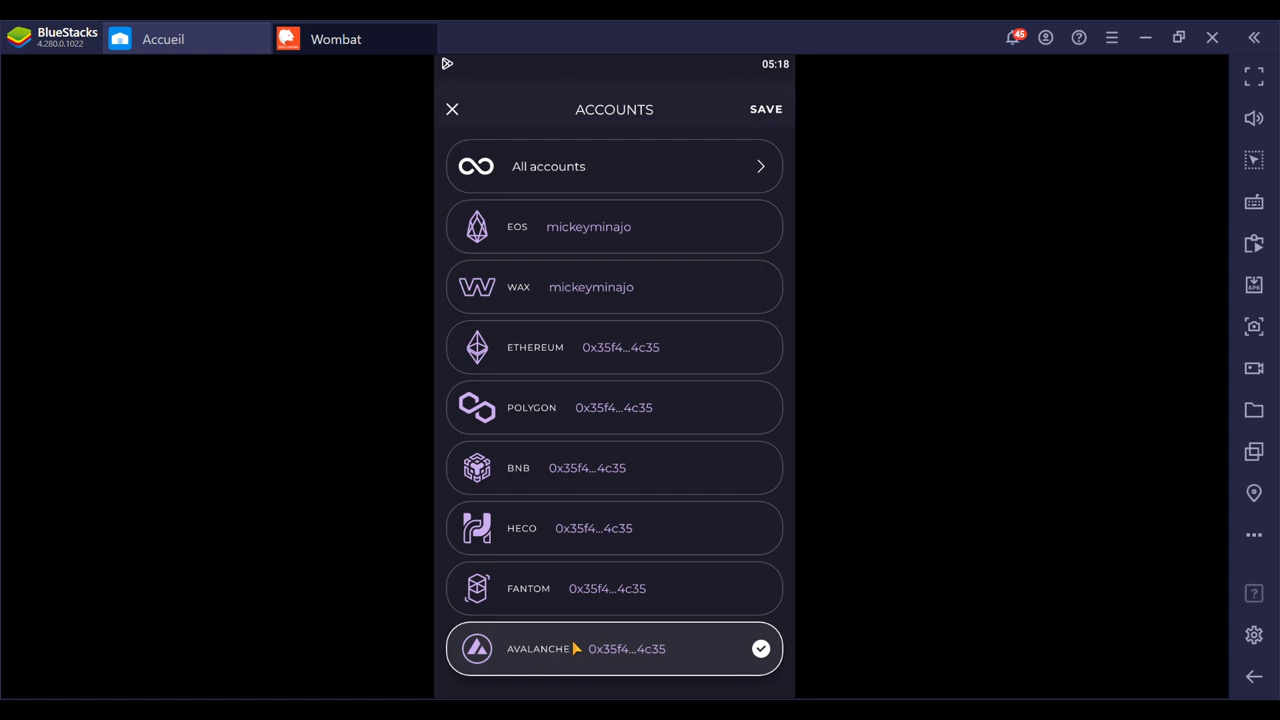 BlueStacks
4.280.0.1022
Accueil
Wombat
45
05:18
ACCOUNTS
SAVE
All accounts
EOS mickeyminajo
WAX mickeyminajo
ETHEREUM 0x35f4...4c35
POLYGON 0x35f4...4c35
BNB 0x35f4...4c35
HECO 0x35f4...4c35
FANTOM 0x35f4...4c35
AVALANCHE 0x35f4...4c35
APK